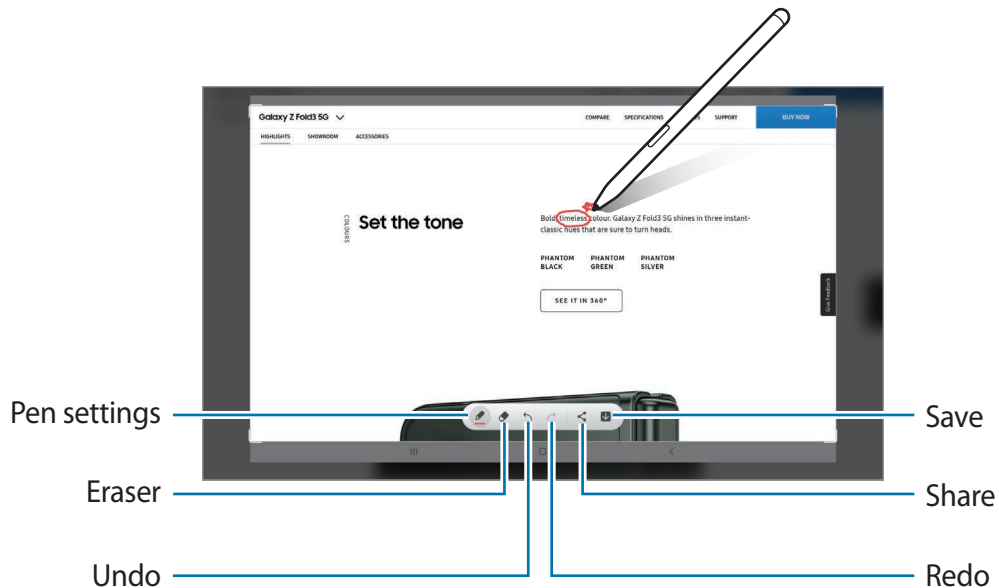 Galaxy Z Fold3 5G
COMPARE SPECIFICATIONS SUPPORT BUY NOW
HIGHLIGHTS SHOWROOM ACCESSORIES
COLOURS
Set the tone
Bold, timeless colour. Galaxy Z Fold3 5G shines in three instant-
classic hues that are sure to turn heads.
PHANTOM BLACK
PHANTOM GREEN
PHANTOM SILVER
SEE IT IN 360°
Give Feedback
Pen settings
Save
Eraser
Share
Undo
Redo